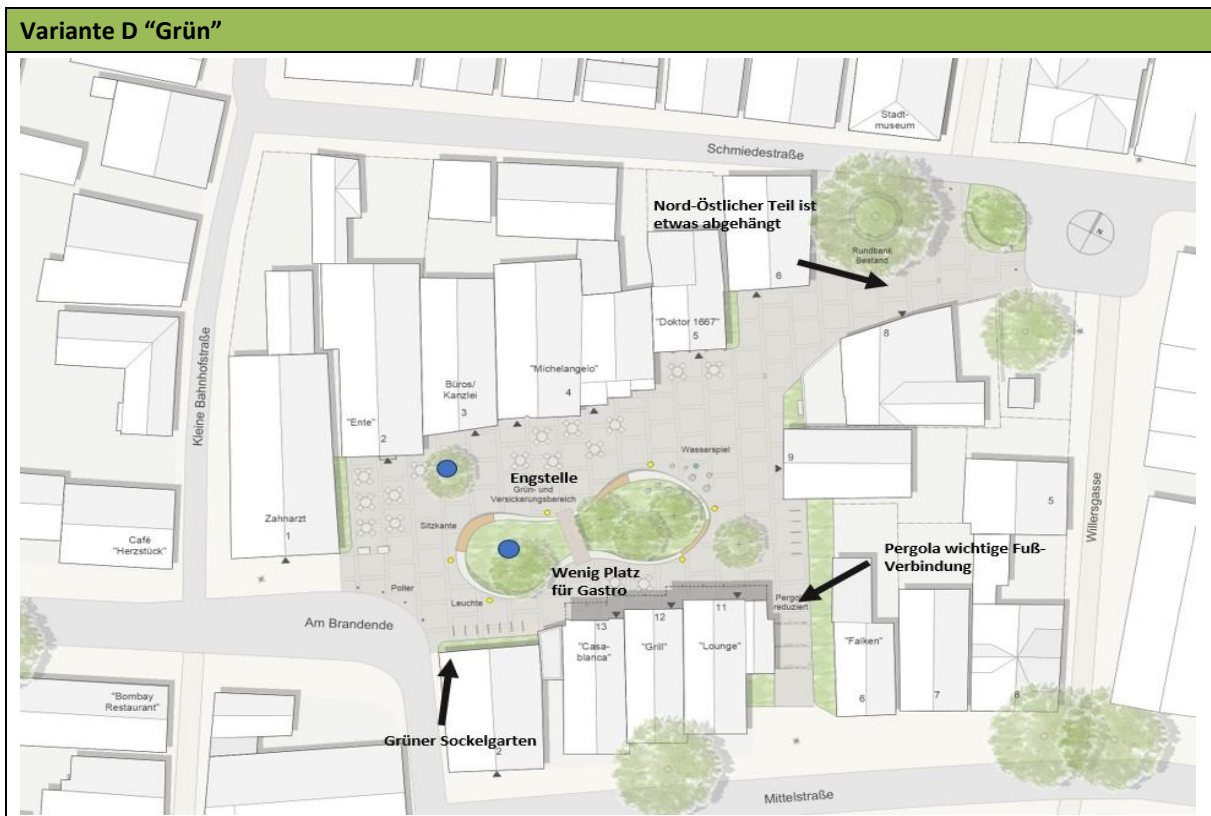 Variante D “Grün”
Stadt-
museum
Schmiedestraße
Nord-Östlicher Teil ist
etwas abgehängt
Rundbank
Bestand
N
6
"Doktor 1667"
5
8
Kleine Bahnhofstraße
"Michelangelo"
4
Büros/
Kanzlei
3
"Ente"
2
Wasserspiel
9
5
Willersgasse
Engstelle
Grün- und
Versickerungsbereich
Zahnarzt
1
Sitzkante
Café
"Herzstück"
Pergola wichtige Fuß-
Verbindung
Wenig Platz
für Gastro
Poller
Leuchte
Pergola
reduziert
Am Brandende
13
12
11
"Casa-
blanca"
"Grill"
"Lounge"
"Falken"
6
7
8
"Bombay
Restaurant"
Grüner Sockelgarten
2
Mittelstraße